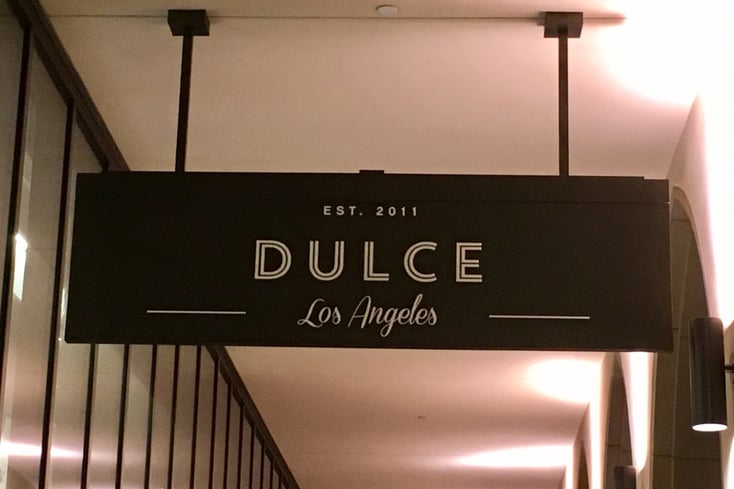 EST. 2011
DULCE
Los Angeles